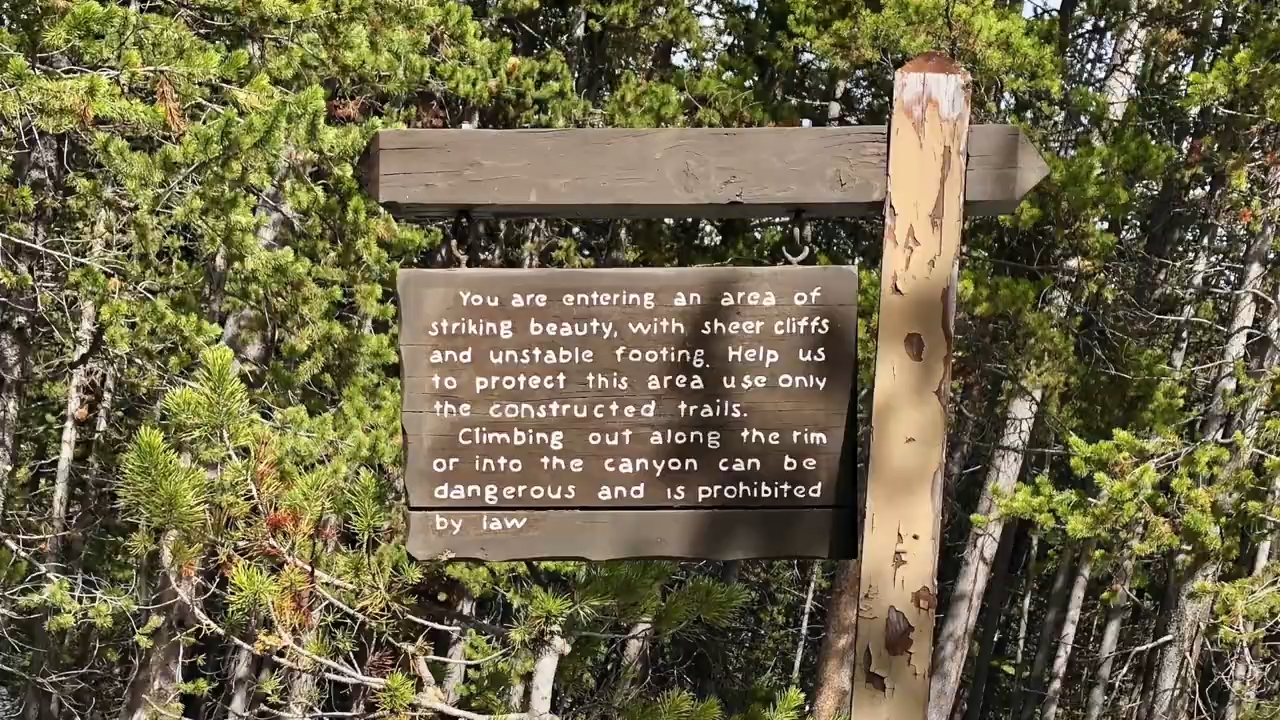 You are entering an area of
striking beauty, with sheer cliffs
and unstable footing. Help us
to protect this area use only
the constructed trails.
Climbing out along the rim
or into the canyon can be
dangerous and is prohibited
by law